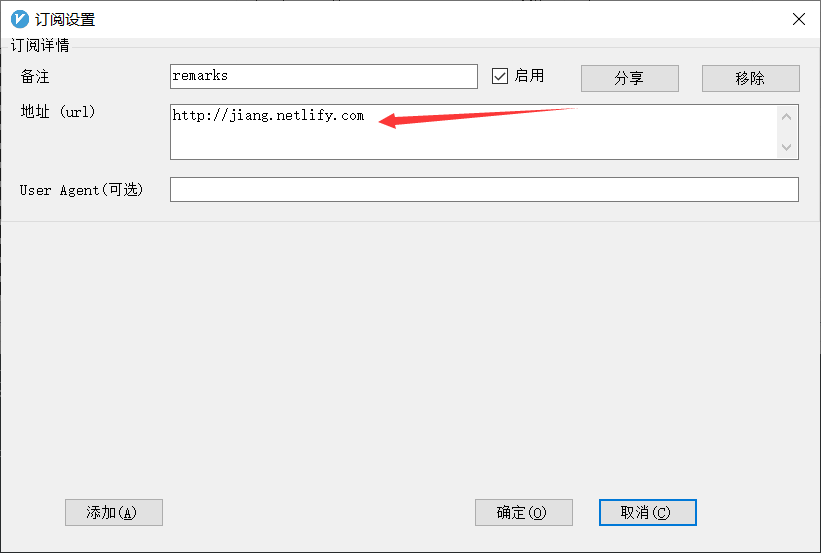 订阅设置
订阅详情
备注
remarks
启用
分享
移除
地址 (url)
http://jiang.netlify.com
User Agent(可选)
添加(A)
确定(O)
取消(C)